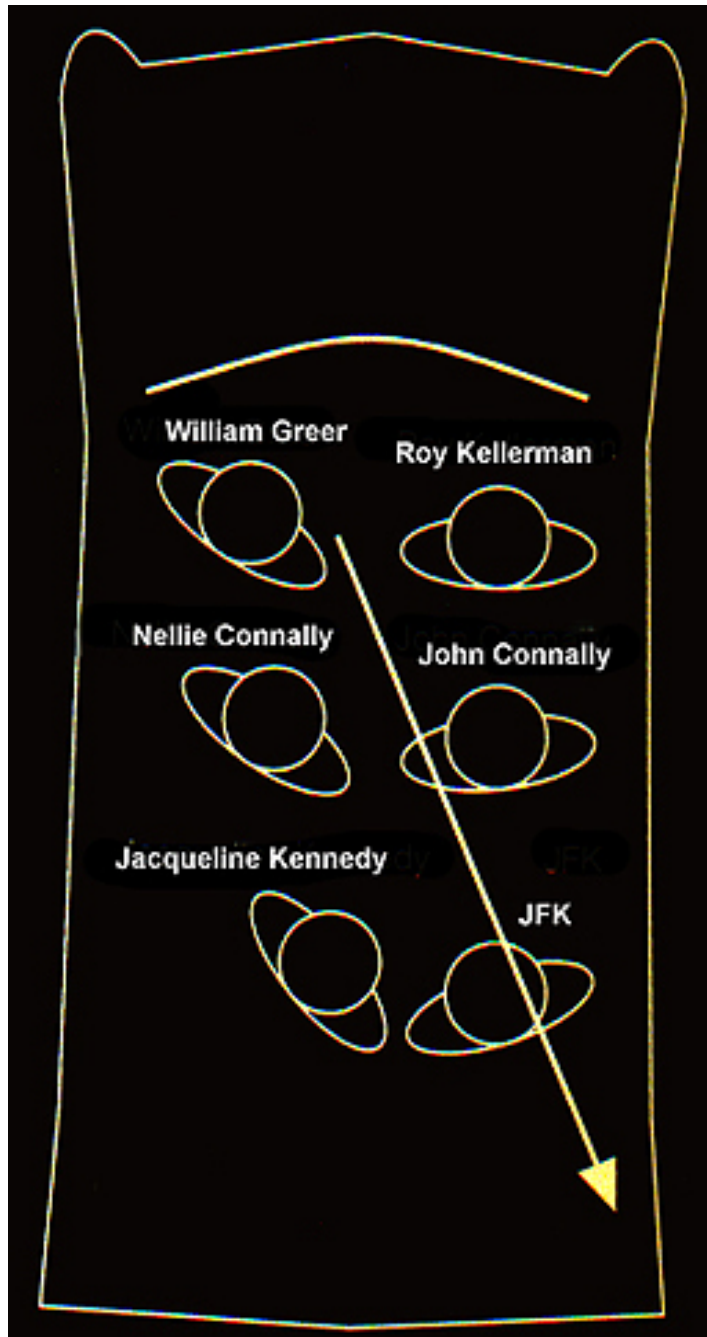 William Greer
Roy Kellerman
Nellie Connally
John Connally
Jacqueline Kennedy
JFK